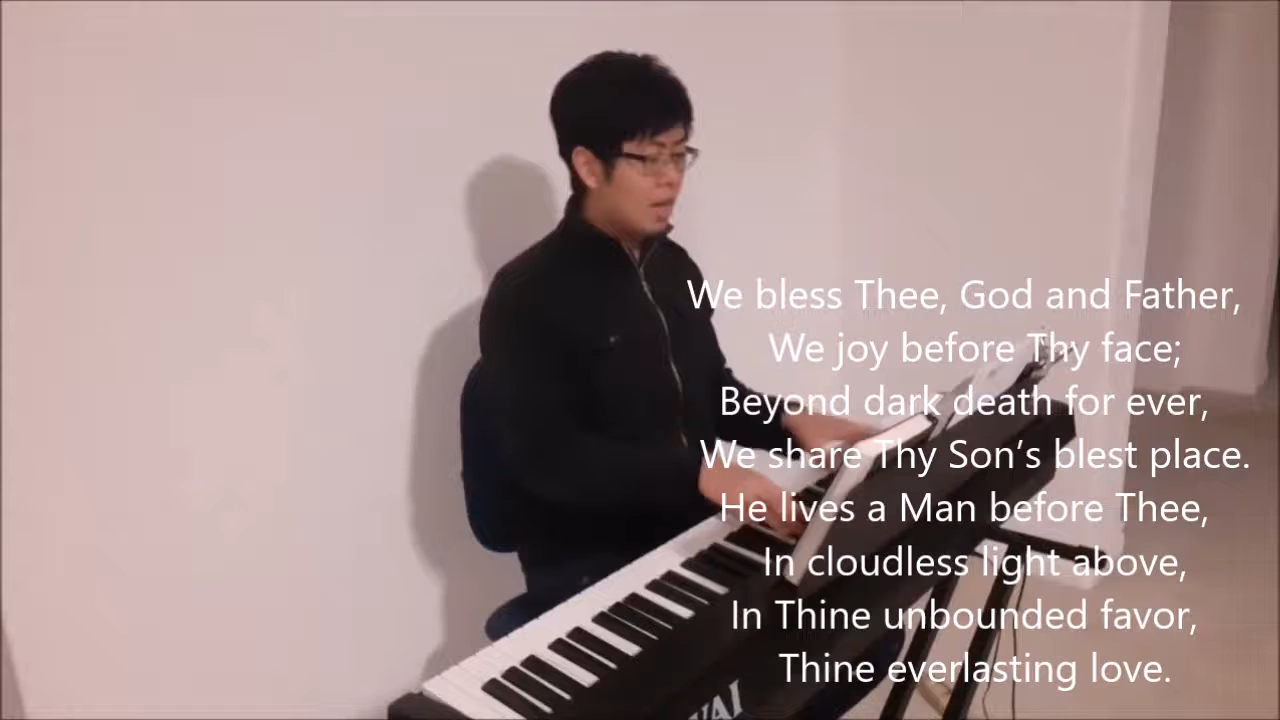 We bless Thee, God and Father,
We joy before Thy face;
Beyond dark death for ever,
We share Thy Son’s blest place.
He lives a Man before Thee,
In cloudless light above,
In Thine unbounded favor,
Thine everlasting love.